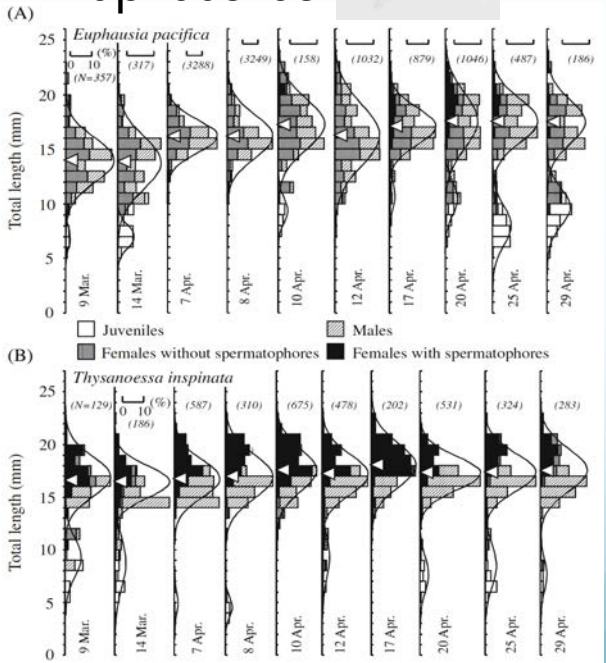 (A)
Euphausia pacifica
25
20
15
10
5
0
Total length (mm)
0 10 (%)
(N=357)
(317)
(3288)
(3249)
(158)
(1032)
(879)
(1046)
(487)
(186)
9 Mar.
14 Mar.
7 Apr.
8 Apr.
10 Apr.
12 Apr.
17 Apr.
20 Apr.
25 Apr.
29 Apr.
Juveniles
Males
Females without spermatophores
Females with spermatophores
(B)
Thysanoessa inspinata
25
20
15
10
5
0
Total length (mm)
(N=129)
0 10 (%)
(186)
(587)
(310)
(675)
(478)
(202)
(531)
(324)
(283)
9 Mar.
14 Mar.
7 Apr.
8 Apr.
10 Apr.
12 Apr.
17 Apr.
20 Apr.
25 Apr.
29 Apr.